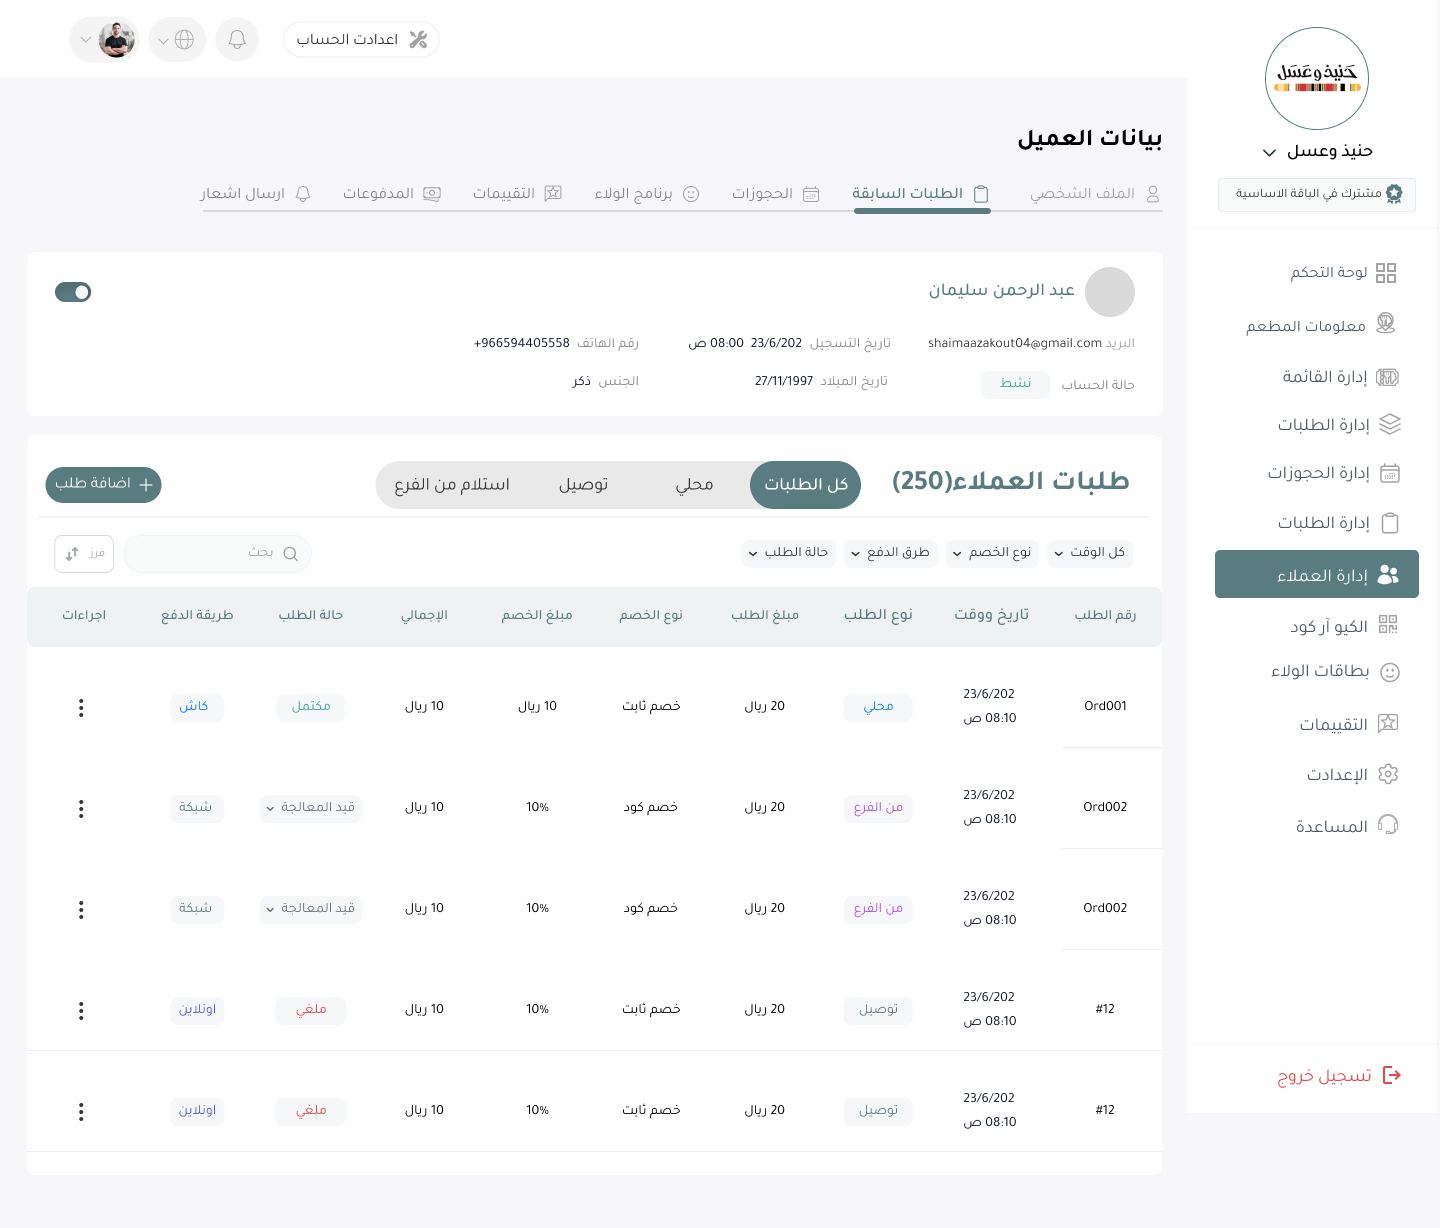 اعدادت الحساب
حَنيذ وعَسَل
حنيذ وعسل
مشترك في الباقة الاساسية
لوحة التحكم
معلومات المطعم
إدارة القائمة
إدارة الطلبات
إدارة الحجوزات
إدارة الطلبات
إدارة العملاء
الكيو آر كود
بطاقات الولاء
التقييمات
الإعدادت
المساعدة
تسجيل خروج
بيانات العميل
الملف الشخصي الطلبات السابقة الحجوزات برنامج الولاء التقييمات المدفوعات ارسال اشعار
عبد الرحمن سليمان
البريد shaimaazakout04@gmail.com تاريخ التسجيل 23/6/202 08:00 ص رقم الهاتف +966594405558
حالة الحساب نشط تاريخ الميلاد 27/11/1997 الجنس ذكر
طلبات العملاء(250) كل الطلبات محلي توصيل استلام من الفرع اضافة طلب
كل الوقت نوع الخصم طرق الدفع حالة الطلب بحث فرز
رقم الطلب تاريخ ووقت نوع الطلب مبلغ الطلب نوع الخصم مبلغ الخصم الإجمالي حالة الطلب طريقة الدفع اجراءات
Ord001 23/6/202 08:10 ص محلي 20 ريال خصم ثابت 10 ريال 10 ريال مكتمل كاش
Ord002 23/6/202 08:10 ص من الفرع 20 ريال خصم كود 10% 10 ريال قيد المعالجة شبكة
Ord002 23/6/202 08:10 ص من الفرع 20 ريال خصم كود 10% 10 ريال قيد المعالجة شبكة
#12 23/6/202 08:10 ص توصيل 20 ريال خصم ثابت 10% 10 ريال ملغي اونلاين
#12 23/6/202 08:10 ص توصيل 20 ريال خصم ثابت 10% 10 ريال ملغي اونلاين